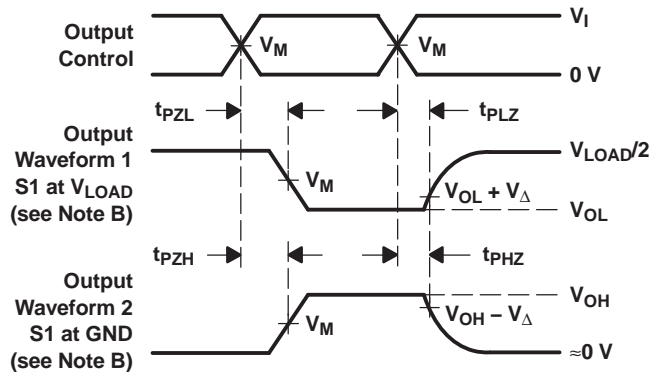 Output
Control
V_M
V_M
V_I
0 V
t_PZL
t_PLZ
Output
Waveform 1
S1 at V_LOAD
(see Note B)
V_M
V_LOAD/2
V_OL + V_Δ
V_OL
t_PZH
t_PHZ
Output
Waveform 2
S1 at GND
(see Note B)
V_M
V_OH
V_OH – V_Δ
≈0 V